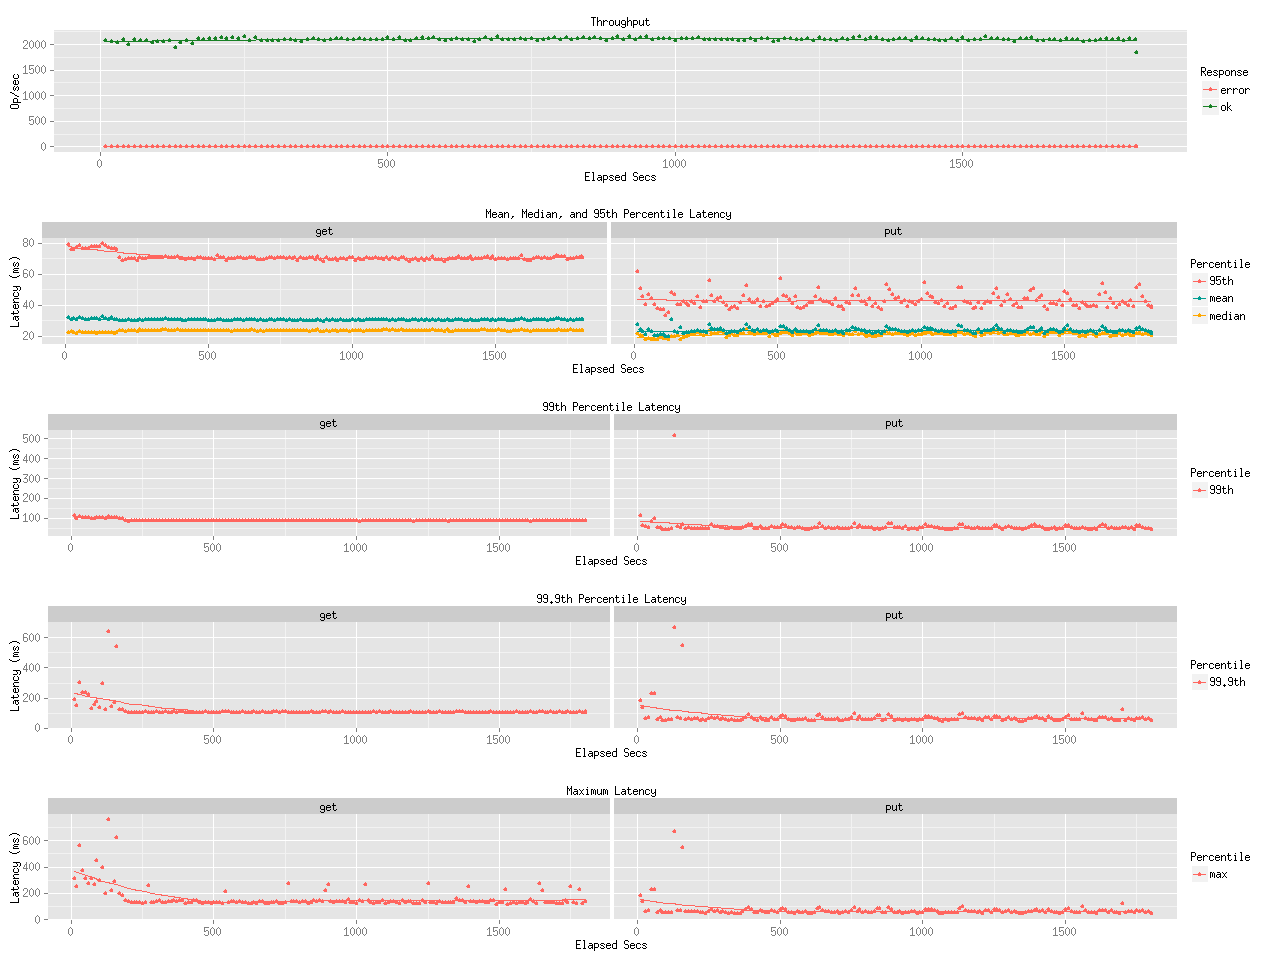 Throughput
Op/sec
2000
1500
1000
500
0
0 500 1000 1500
Elapsed Secs
Response
error
ok
Mean, Median, and 95th Percentile Latency
get put
Latency (ms)
80
60
40
20
0 500 1000 1500 0 500 1000 1500
Elapsed Secs
Percentile
95th
mean
median
99th Percentile Latency
get put
Latency (ms)
500
400
300
200
100
0 500 1000 1500 0 500 1000 1500
Elapsed Secs
Percentile
99th
99.9th Percentile Latency
get put
Latency (ms)
600
400
200
0
0 500 1000 1500 0 500 1000 1500
Elapsed Secs
Percentile
99.9th
Maximum Latency
get put
Latency (ms)
600
400
200
0
0 500 1000 1500 0 500 1000 1500
Elapsed Secs
Percentile
max